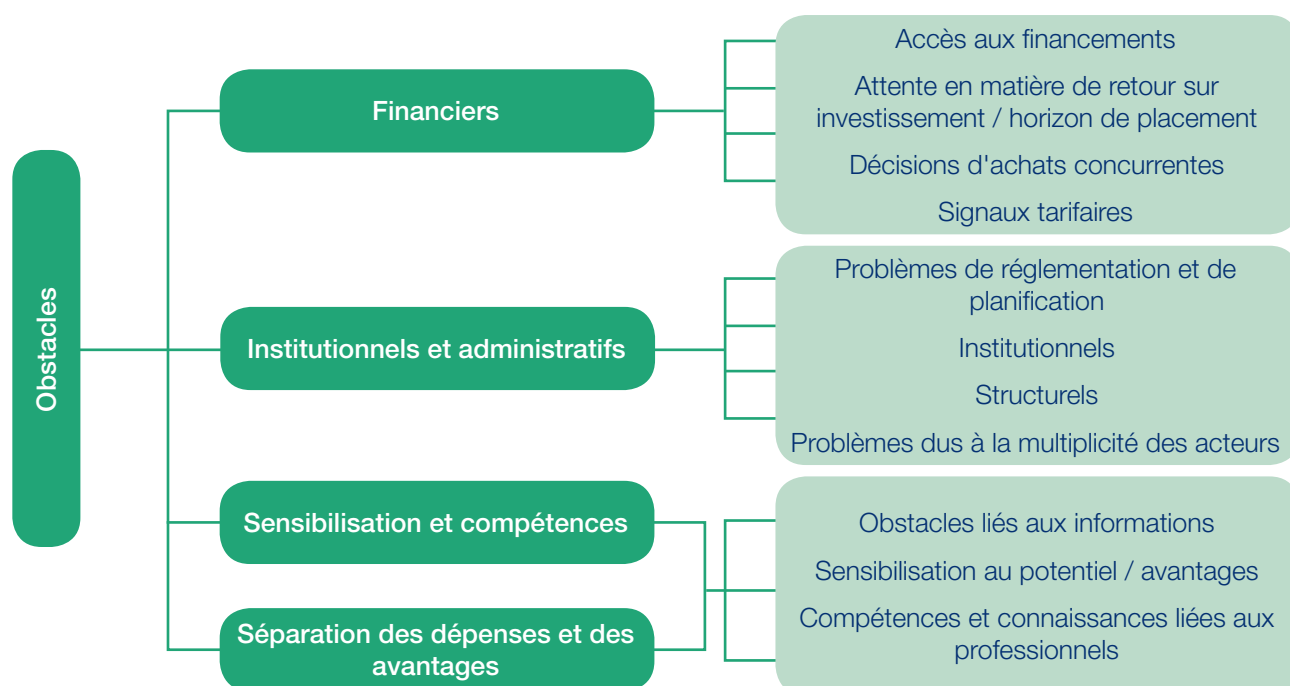 Obstacles
Financiers
Accès aux financements
Attente en matière de retour sur
investissement / horizon de placement
Décisions d'achats concurrentes
Signaux tarifaires
Institutionnels et administratifs
Problèmes de réglementation et de
planification
Institutionnels
Structurels
Problèmes dus à la multiplicité des acteurs
Sensibilisation et compétences
Séparation des dépenses et des
avantages
Obstacles liés aux informations
Sensibilisation au potentiel / avantages
Compétences et connaissances liées aux
professionnels